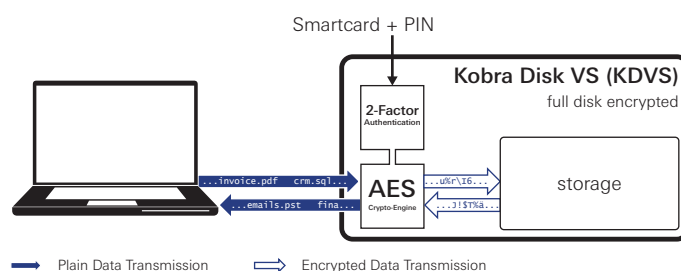 Smartcard + PIN
Kobra Disk VS (KDVS)
full disk encrypted
2-Factor
Authentication
...invoice.pdf crm.sql...
...emails.pst fina...
AES
Crypto-Engine
...u%r\I6...
...J!$T%ä...
storage
Plain Data Transmission
Encrypted Data Transmission